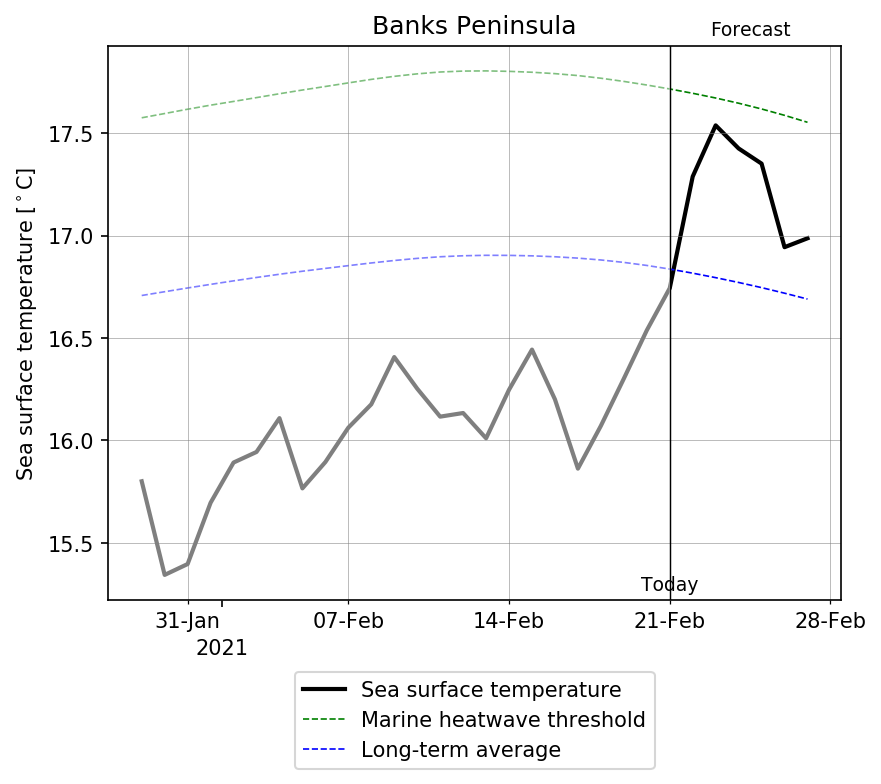 Banks Peninsula
Forecast
Sea surface temperature [°C]
17.5
17.0
16.5
16.0
15.5
Today
31-Jan
07-Feb
14-Feb
21-Feb
28-Feb
2021
Sea surface temperature
Marine heatwave threshold
Long-term average